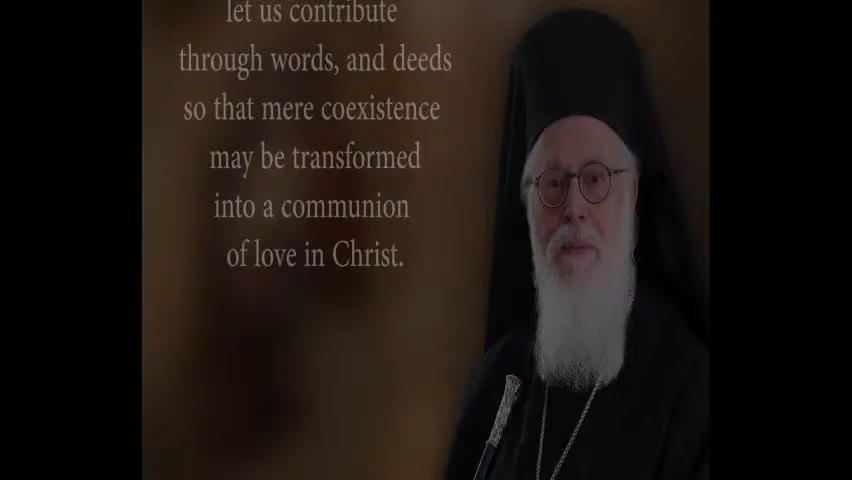 let us contribute
through words, and deeds
so that mere coexistence
may be transformed
into a communion
of love in Christ.